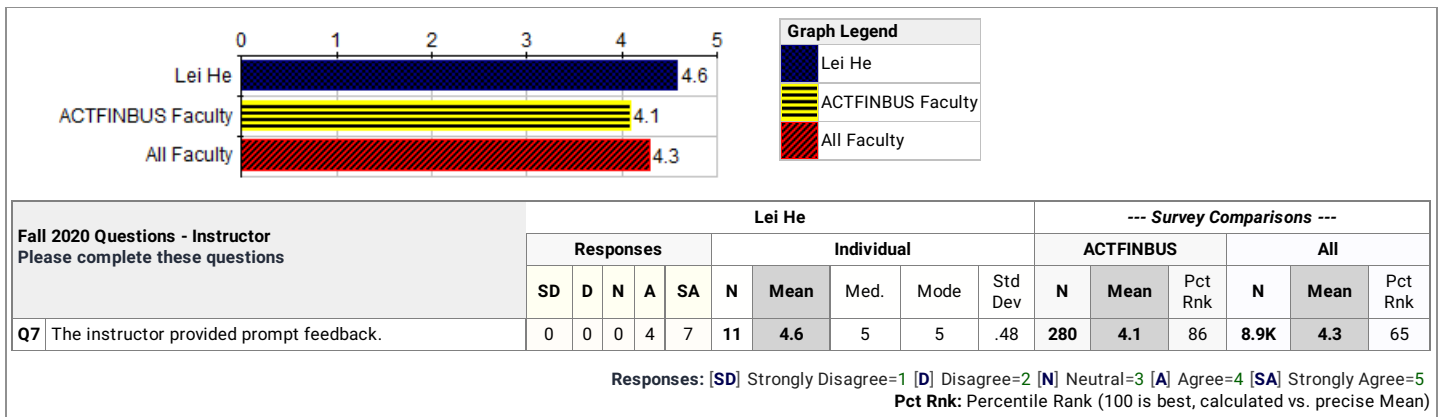 0 1 2 3 4 5
Lei He 4.6
ACTFINBUS Faculty 4.1
All Faculty 4.3
Graph Legend
Lei He
ACTFINBUS Faculty
All Faculty
Fall 2020 Questions - Instructor
Please complete these questions
Lei He --- Survey Comparisons ---
Responses Individual ACTFINBUS All
SD D N A SA N Mean Med. Mode Std Dev N Mean Pct Rnk N Mean Pct Rnk
Q7 The instructor provided prompt feedback. 0 0 0 4 7 11 4.6 5 5 .48 280 4.1 86 8.9K 4.3 65
Responses: [SD] Strongly Disagree=1 [D] Disagree=2 [N] Neutral=3 [A] Agree=4 [SA] Strongly Agree=5
Pct Rnk: Percentile Rank (100 is best, calculated vs. precise Mean)